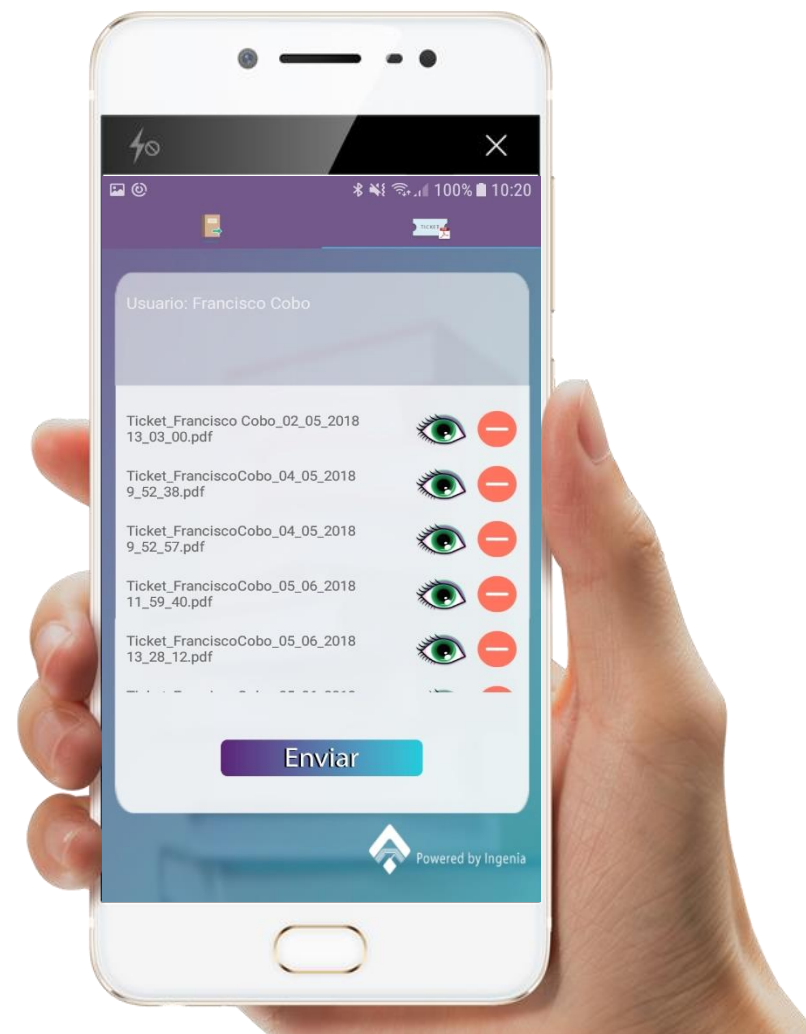 100% 10:20
TICKET
Usuario: Francisco Cobo
Ticket_Francisco Cobo_02_05_2018
13_03_00.pdf
Ticket_FranciscoCobo_04_05_2018
9_52_38.pdf
Ticket_FranciscoCobo_04_05_2018
9_52_57.pdf
Ticket_FranciscoCobo_05_06_2018
11_59_40.pdf
Ticket_FranciscoCobo_05_06_2018
13_28_12.pdf
Enviar
Powered by Ingenia